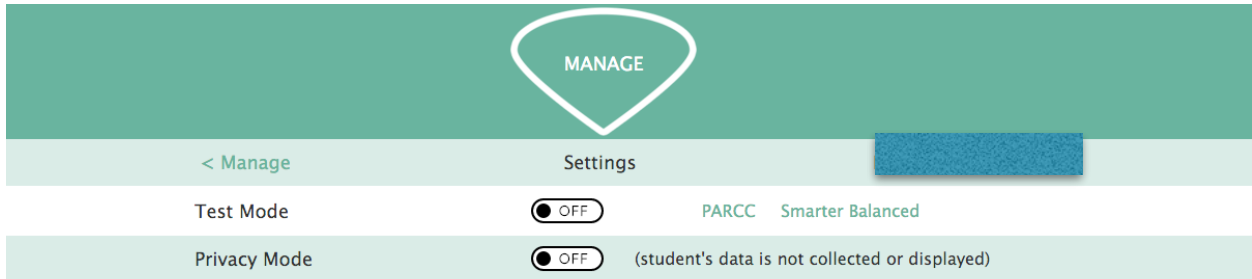 MANAGE
< Manage Settings
Test Mode OFF PARCC Smarter Balanced
Privacy Mode OFF (student's data is not collected or displayed)